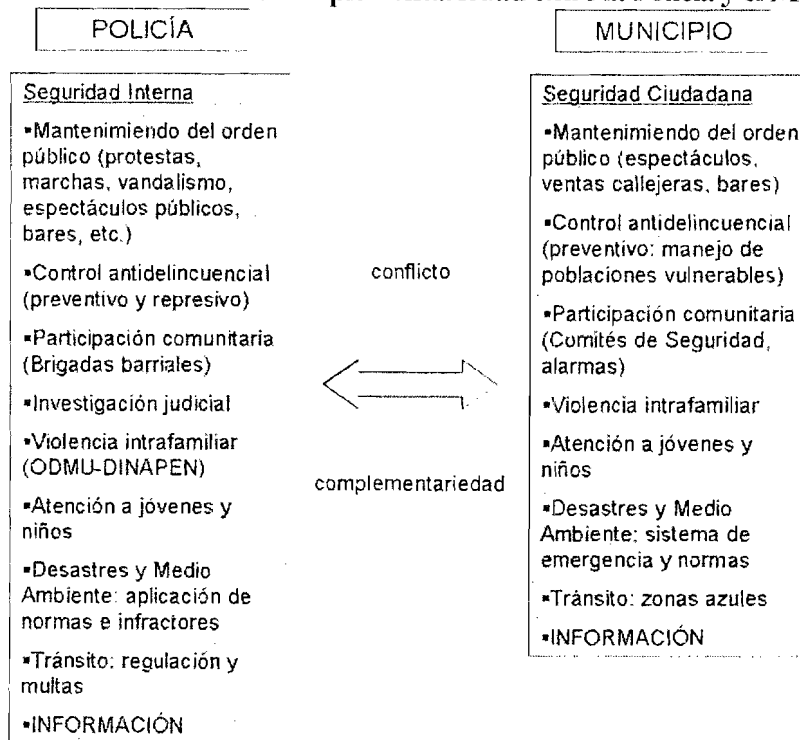 POLICÍA
Seguridad Interna
▪Mantenimiendo del orden
público (protestas,
marchas, vandalismo,
espectáculos públicos,
bares, etc.)
▪Control antidelincuencial
(preventivo y represivo)
▪Participación comunitaria
(Brigadas barriales)
▪Investigación judicial
▪Violencia intrafamiliar
(ODMU-DINAPEN)
▪Atención a jóvenes y
niños
▪Desastres y Medio
Ambiente: aplicación de
normas e infractores
▪Tránsito: regulación y
multas
▪INFORMACIÓN
conflicto
complementariedad
MUNICIPIO
Seguridad Ciudadana
▪Mantenimiendo del orden
público (espectáculos,
ventas callejeras, bares)
▪Control antidelincuencial
(preventivo: manejo de
poblaciones vulnerables)
▪Participación comunitaria
(Comités de Seguridad,
alarmas)
▪Violencia intrafamiliar
▪Atención a jóvenes y
niños
▪Desastres y Medio
Ambiente: sistema de
emergencia y normas
▪Tránsito: zonas azules
▪INFORMACIÓN